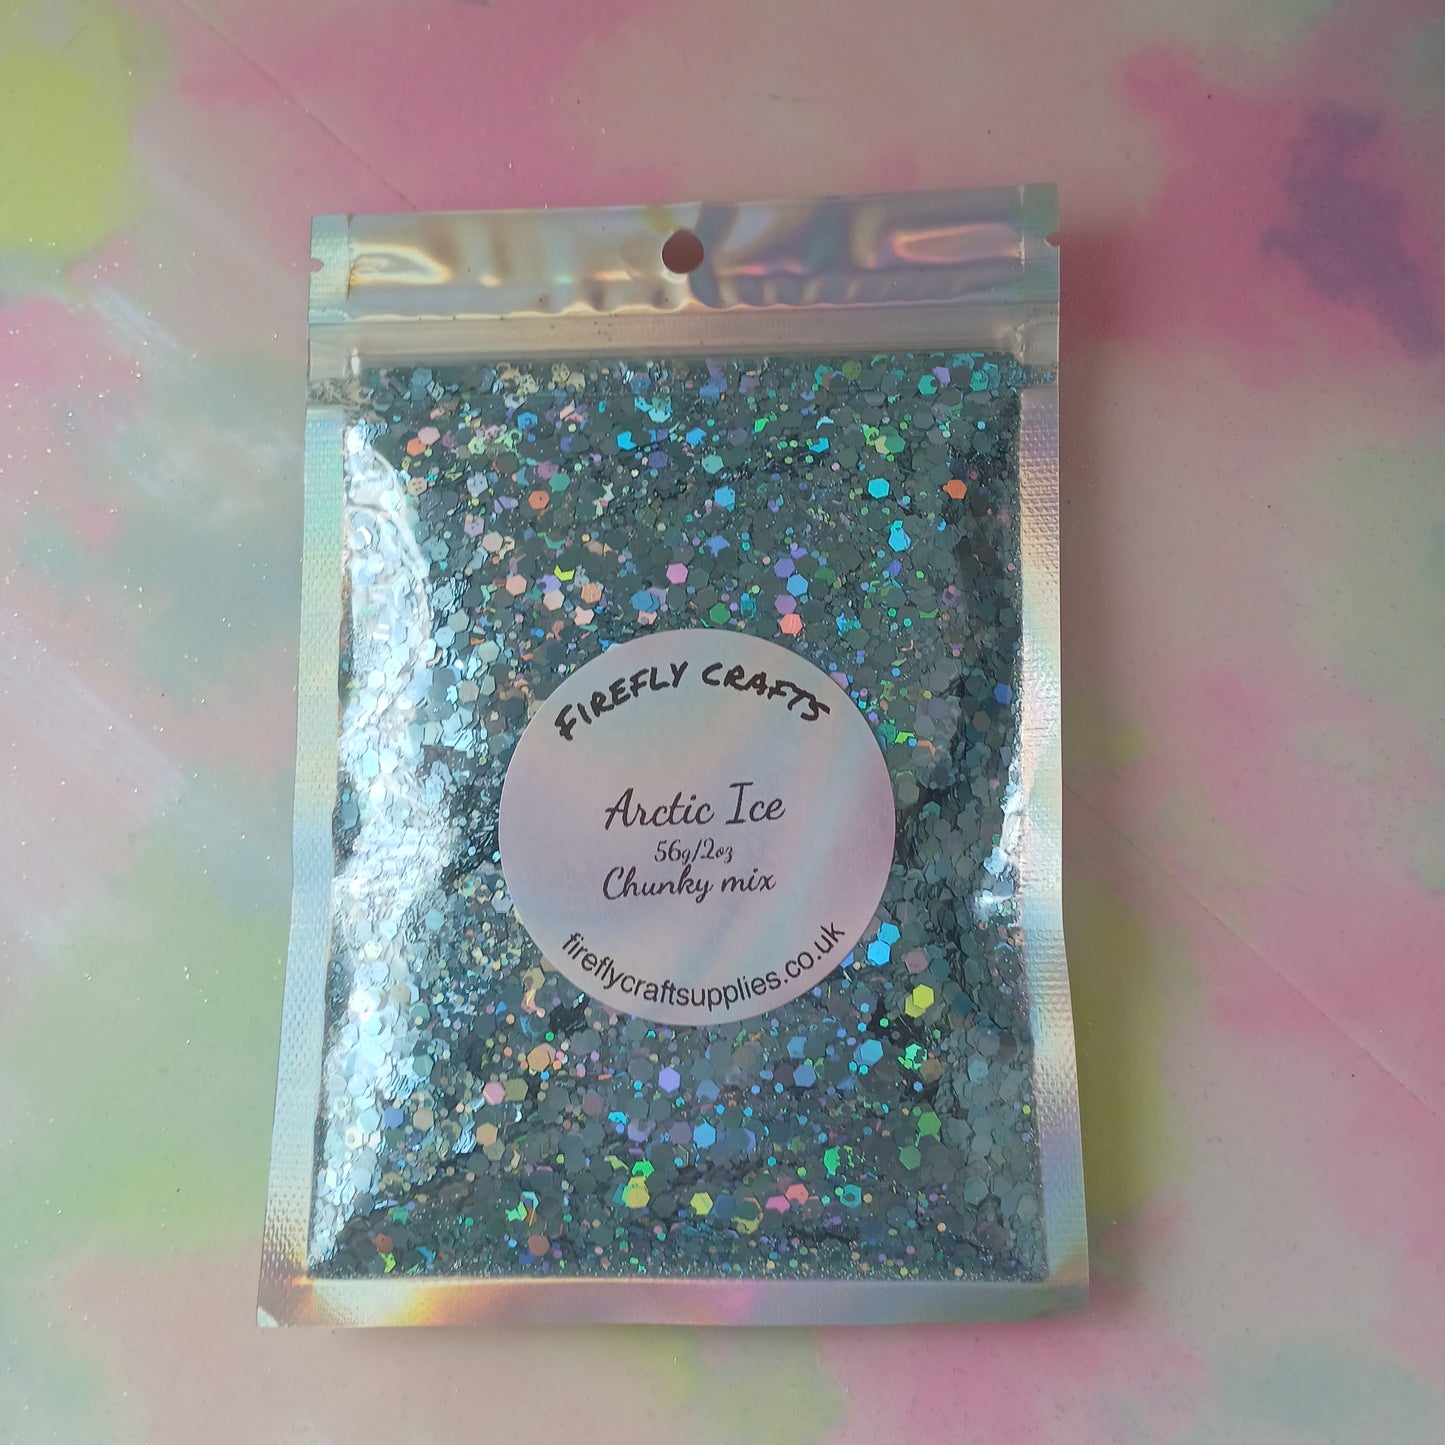 FIREFLY CRAFTS
Arctic Ice
56g/2oz
Chunky mix
fireflycraftsupplies.co.uk